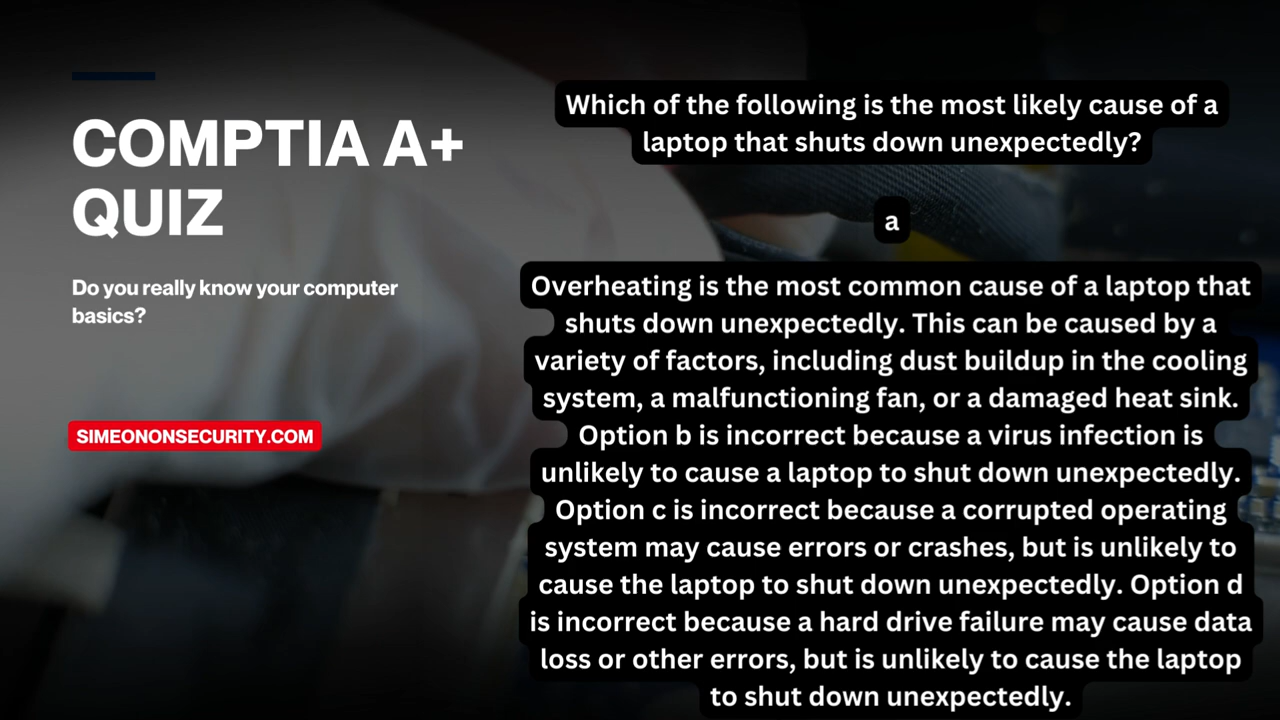 COMPTIA A+
QUIZ
Do you really know your computer
basics?
SIMEONONSECURITY.COM
Which of the following is the most likely cause of a
laptop that shuts down unexpectedly?
a
Overheating is the most common cause of a laptop that
shuts down unexpectedly. This can be caused by a
variety of factors, including dust buildup in the cooling
system, a malfunctioning fan, or a damaged heat sink.
Option b is incorrect because a virus infection is
unlikely to cause a laptop to shut down unexpectedly.
Option c is incorrect because a corrupted operating
system may cause errors or crashes, but is unlikely to
cause the laptop to shut down unexpectedly. Option d
is incorrect because a hard drive failure may cause data
loss or other errors, but is unlikely to cause the laptop
to shut down unexpectedly.